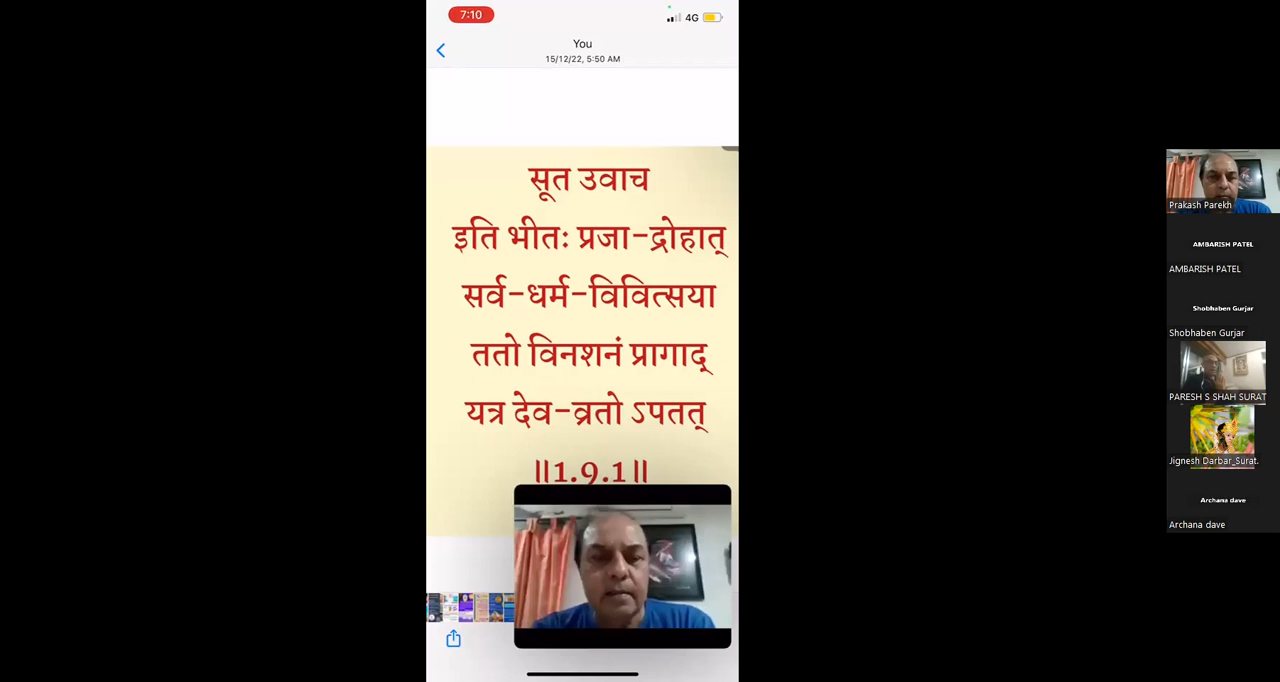 7:10
4G
You
15/12/22, 5:50 AM
सूत उवाच
इति भीतः प्रजा-द्रोहात्
सर्व-धर्म-विवित्सया
ततो विनशनं प्रागाद्
यत्र देव-व्रतो ऽपतत्
॥1.9.1॥
Prakash Parekh
AMBARISH PATEL
AMBARISH PATEL
Shobhaben Gurjar
Shobhaben Gurjar
PARESH S SHAH SURAT
Jignesh Darbar_Surat.
Archana dave
Archana dave